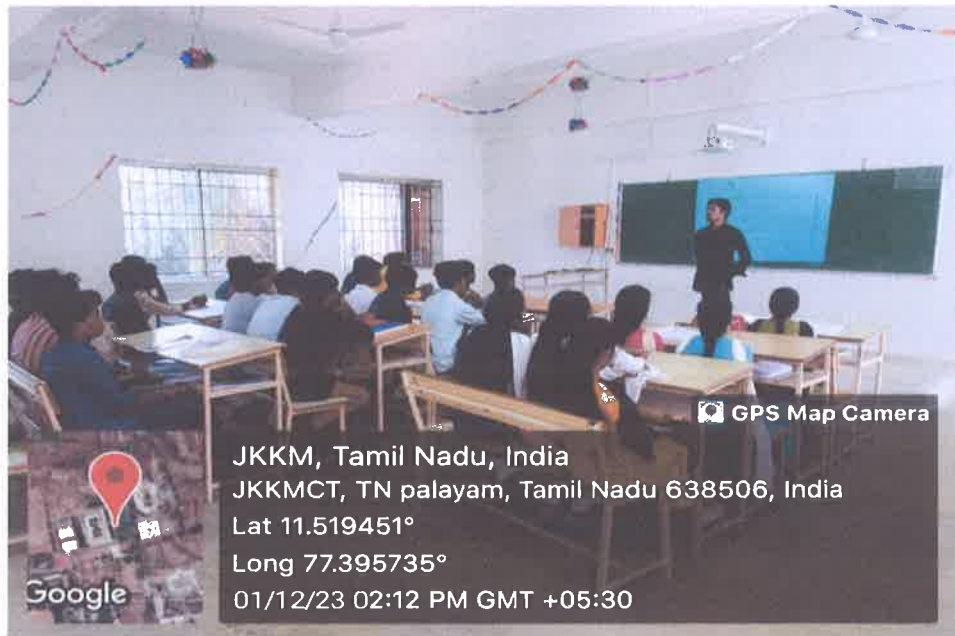 GPS Map Camera
JKKM, Tamil Nadu, India
JKKMCT, TN palayam, Tamil Nadu 638506, India
Lat 11.519451°
Long 77.395735°
01/12/23 02:12 PM GMT +05:30
Google